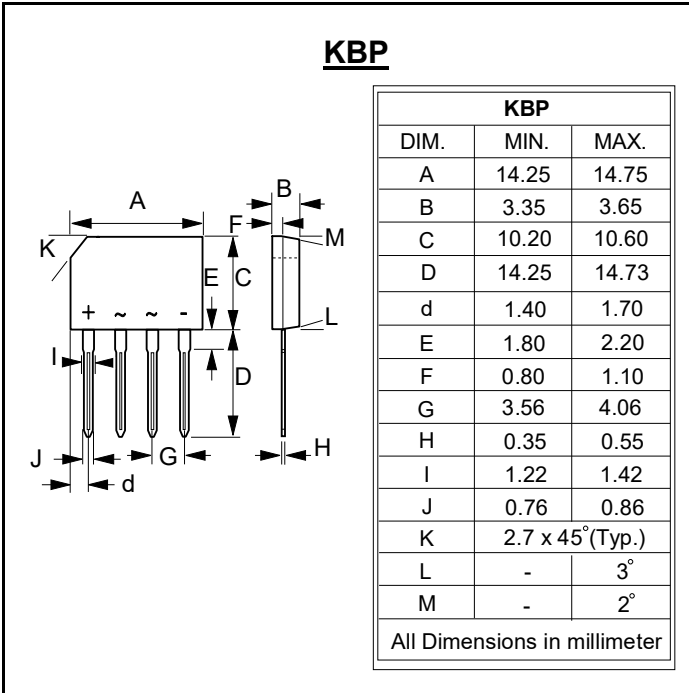 KBP
A
B
F
M
K
E
C
+ ~ ~ -
L
I
D
J
G
H
d
KBP
DIM. MIN. MAX.
A 14.25 14.75
B 3.35 3.65
C 10.20 10.60
D 14.25 14.73
d 1.40 1.70
E 1.80 2.20
F 0.80 1.10
G 3.56 4.06
H 0.35 0.55
I 1.22 1.42
J 0.76 0.86
K 2.7 x 45°(Typ.)
L - 3°
M - 2°
All Dimensions in millimeter